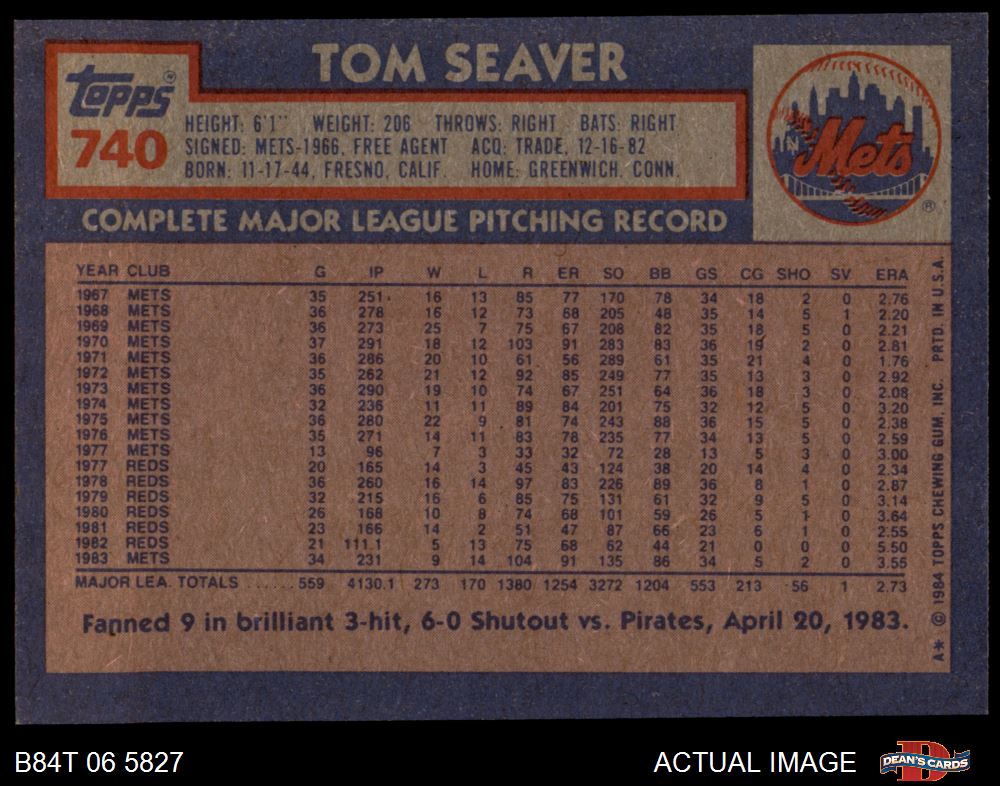 TOM SEAVER
Topps
740
HEIGHT: 6'1" WEIGHT: 206 THROWS: RIGHT BATS: RIGHT
SIGNED: METS-1966, FREE AGENT ACQ: TRADE, 12-16-82
BORN: 11-17-44, FRESNO, CALIF. HOME: GREENWICH, CONN.
NY Mets ®
COMPLETE MAJOR LEAGUE PITCHING RECORD
YEAR CLUB G IP W L R ER SO BB GS CG SHO SV ERA
1967 METS 35 251 16 13 85 77 170 78 34 18 2 0 2.76
1968 METS 36 278 16 12 73 68 205 48 35 14 5 1 2.20
1969 METS 36 273 25 7 75 67 208 82 35 18 5 0 2.21
1970 METS 37 291 18 12 103 91 283 83 36 19 2 0 2.81
1971 METS 36 286 20 10 61 56 289 61 35 21 4 0 1.76
1972 METS 35 262 21 12 92 85 249 77 35 13 3 0 2.92
1973 METS 36 290 19 10 74 67 251 64 36 18 3 0 2.08
1974 METS 32 236 11 11 89 84 201 75 32 12 5 0 3.20
1975 METS 36 280 22 9 81 74 243 88 36 15 5 0 2.38
1976 METS 35 271 14 11 83 78 235 77 34 13 5 0 2.59
1977 METS 13 96 7 3 33 32 72 28 13 5 3 0 3.00
1977 REDS 20 165 14 3 45 43 124 38 20 14 4 0 2.34
1978 REDS 36 260 16 14 97 83 226 89 36 8 1 0 2.87
1979 REDS 32 215 16 6 85 75 131 61 32 9 5 0 3.14
1980 REDS 26 168 10 8 74 68 101 59 26 5 1 0 3.64
1981 REDS 23 166 14 2 51 47 87 66 23 6 1 0 2.55
1982 REDS 21 111.1 5 13 75 68 62 44 21 0 0 0 5.50
1983 METS 34 231 9 14 104 91 135 86 34 5 2 0 3.55
MAJOR LEA. TOTALS ...... 559 4130.1 273 170 1380 1254 3272 1204 553 213 56 1 2.73
Fanned 9 in brilliant 3-hit, 6-0 Shutout vs. Pirates, April 20, 1983.
A* © 1984 TOPPS CHEWING GUM, INC. PRTD. IN U.S.A.
B84T 06 5827
ACTUAL IMAGE
D DEAN'S CARDS